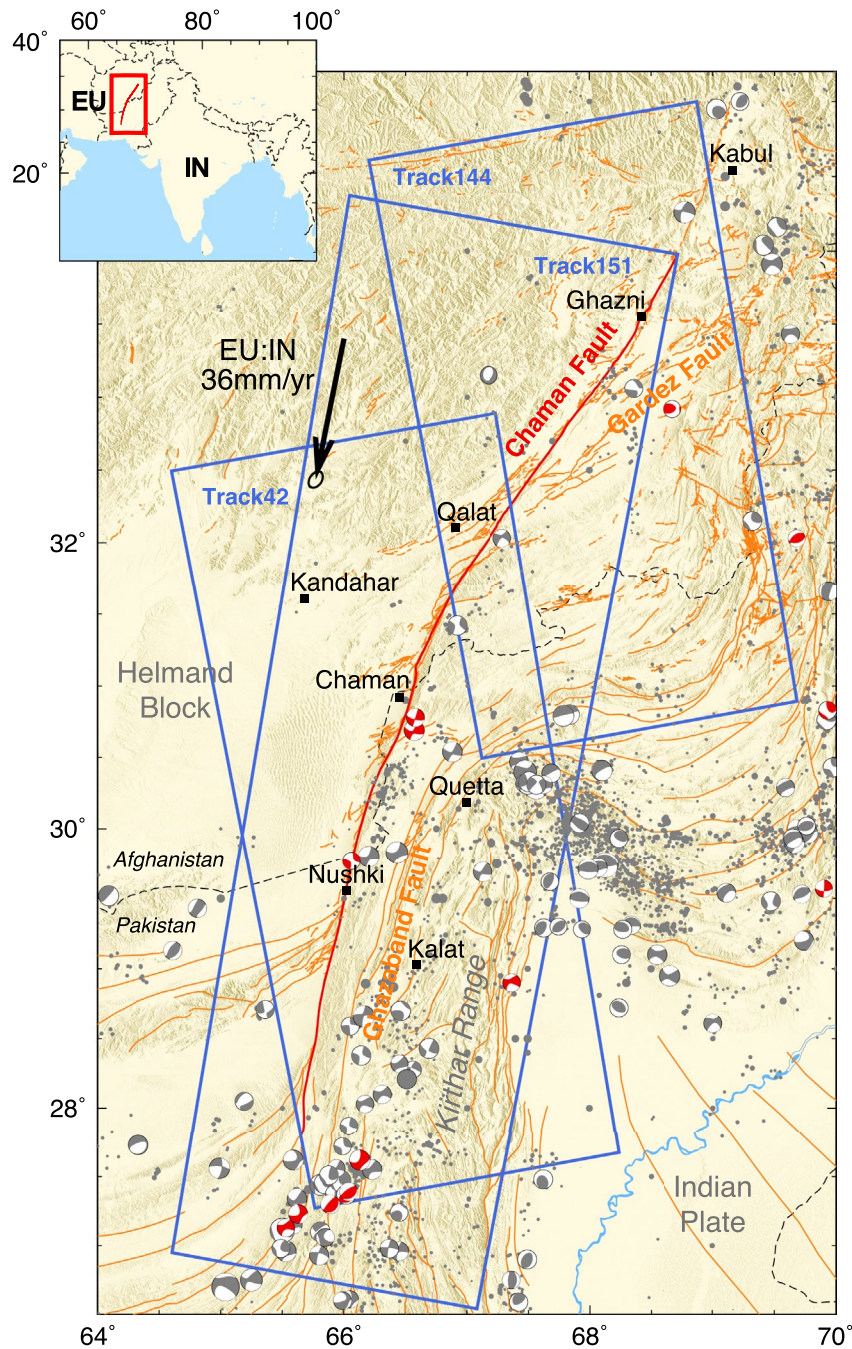 60° 80° 100°
40°
EU
20°
IN
Kabul
Track144
Track151
Ghazni
EU:IN
36mm/yr
Chaman Fault
Gardez Fault
Track42
Qalat
32°
Kandahar
Helmand
Block
Chaman
Quetta
30°
Afghanistan
Nushki
Pakistan
Ghazaband Fault
Kalat
Kirthar Range
28°
Indian
Plate
64° 66° 68° 70°